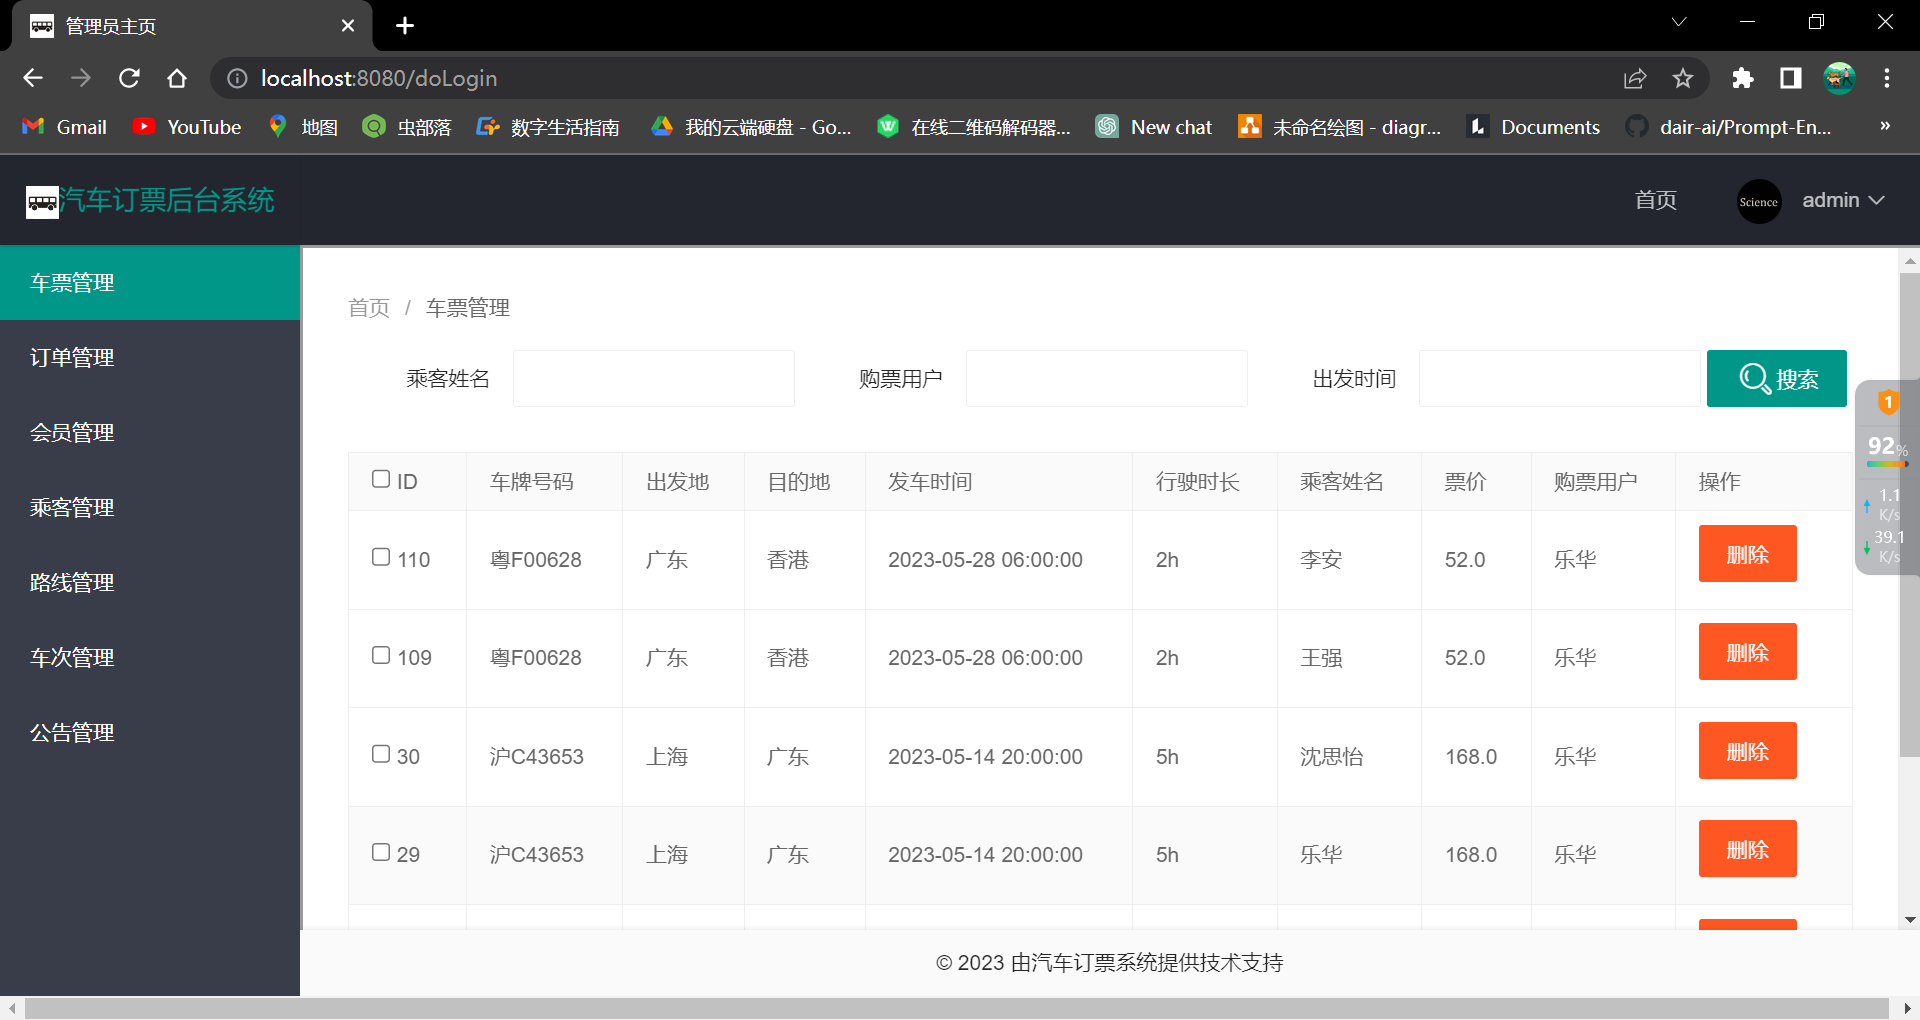 管理员主页
localhost:8080/doLogin
Gmail YouTube 地图 虫部落 数字生活指南 我的云端硬盘 - Go... 在线二维码解码器... New chat 未命名绘图 - diagr... Documents dair-ai/Prompt-En... »
汽车订票后台系统 首页 Science admin
车票管理
订单管理
会员管理
乘客管理
路线管理
车次管理
公告管理
首页 / 车票管理
乘客姓名 购票用户 出发时间 搜索
ID 车牌号码 出发地 目的地 发车时间 行驶时长 乘客姓名 票价 购票用户 操作
110 粤F00628 广东 香港 2023-05-28 06:00:00 2h 李安 52.0 乐华 删除
109 粤F00628 广东 香港 2023-05-28 06:00:00 2h 王强 52.0 乐华 删除
30 沪C43653 上海 广东 2023-05-14 20:00:00 5h 沈思怡 168.0 乐华 删除
29 沪C43653 上海 广东 2023-05-14 20:00:00 5h 乐华 168.0 乐华 删除
1
92%
1.1
K/s
39.1
K/s
© 2023 由汽车订票系统提供技术支持